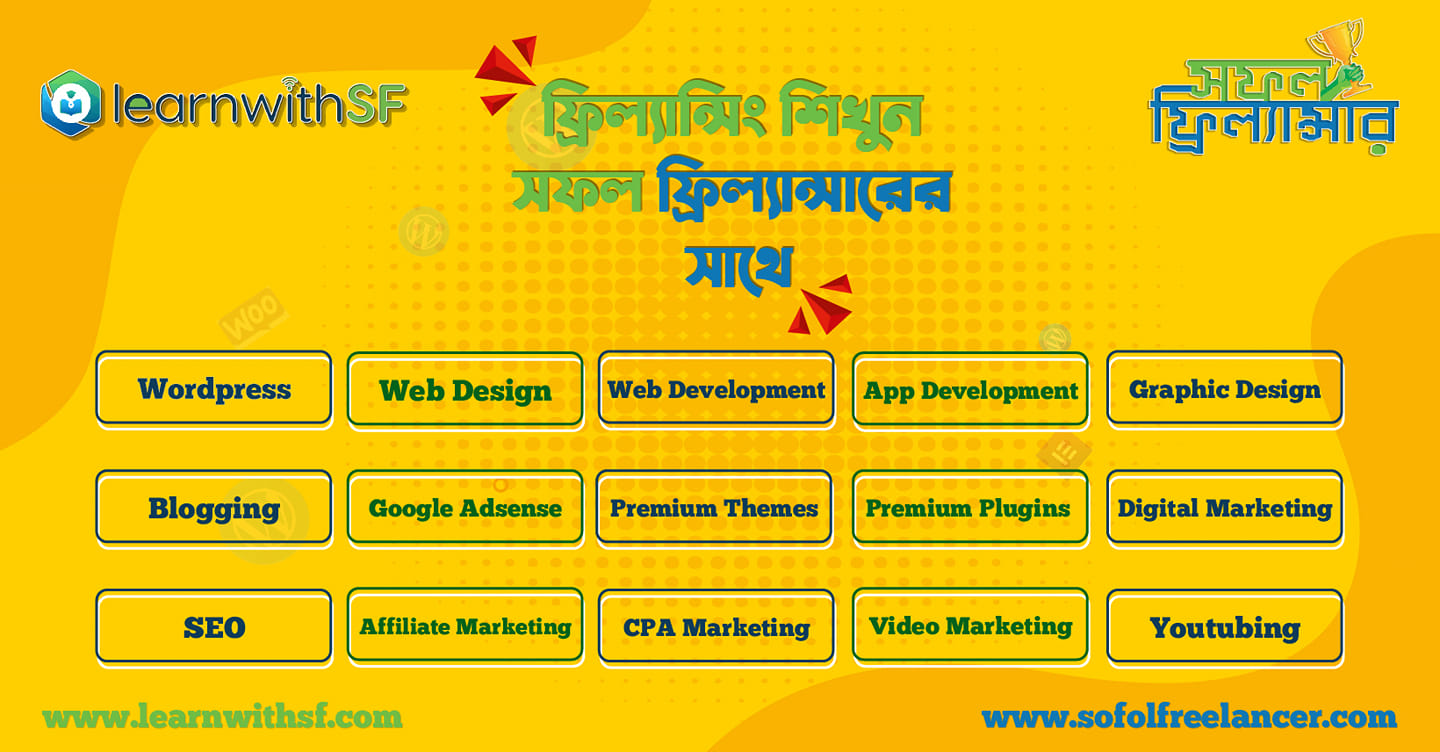 learnwithSF
সফল
ফ্রিল্যান্সার
ফ্রিল্যান্সিং শিখুন
সফল ফ্রিল্যান্সারের
সাথে
WOO
Wordpress
Web Design
Web Development
App Development
Graphic Design
Blogging
Google Adsense
Premium Themes
Premium Plugins
Digital Marketing
SEO
Affiliate Marketing
CPA Marketing
Video Marketing
Youtubing
www.learnwithsf.com
www.sofolfreelancer.com